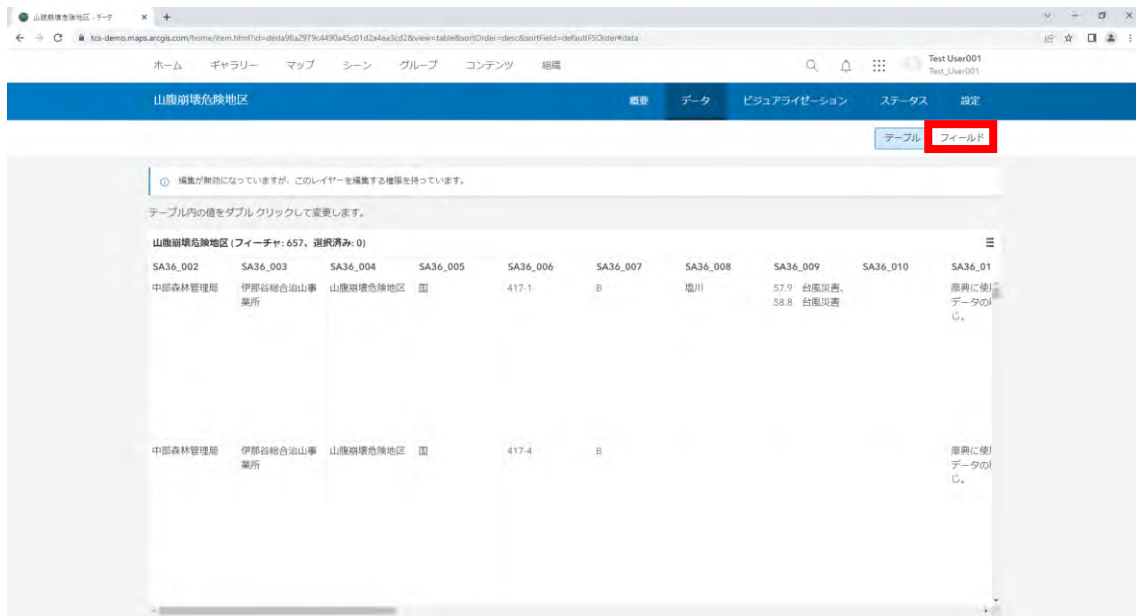 山腹崩壊危険地区 - データ
tcs-demo.maps.arcgis.com/home/item.html?id=deda98a2979c4490a45c01d2a4ea3cd2&view=table&sortOrder=desc&sortField=defaultFSOrder#data
ホーム ギャラリー マップ シーン グループ コンテンツ 組織
Test User001
Test_User001
山腹崩壊危険地区 概要 データ ビジュアライゼーション ステータス 設定
テーブル フィールド
編集が無効になっていますが、このレイヤーを編集する権限を持っています。
テーブル内の値をダブル クリックして変更します。
山腹崩壊危険地区 (フィーチャ: 657、選択済み: 0)
SA36_002 SA36_003 SA36_004 SA36_005 SA36_006 SA36_007 SA36_008 SA36_009 SA36_010 SA36_01
中部森林管理局 伊那谷総合治山事 山腹崩壊危険地区 国 417-1 B 塩川 57.9 台風災害、 原典に使
業所 58.8 台風災害 データの
じ。
中部森林管理局 伊那谷総合治山事 山腹崩壊危険地区 国 417-4 B 原典に使
業所 データの
じ。